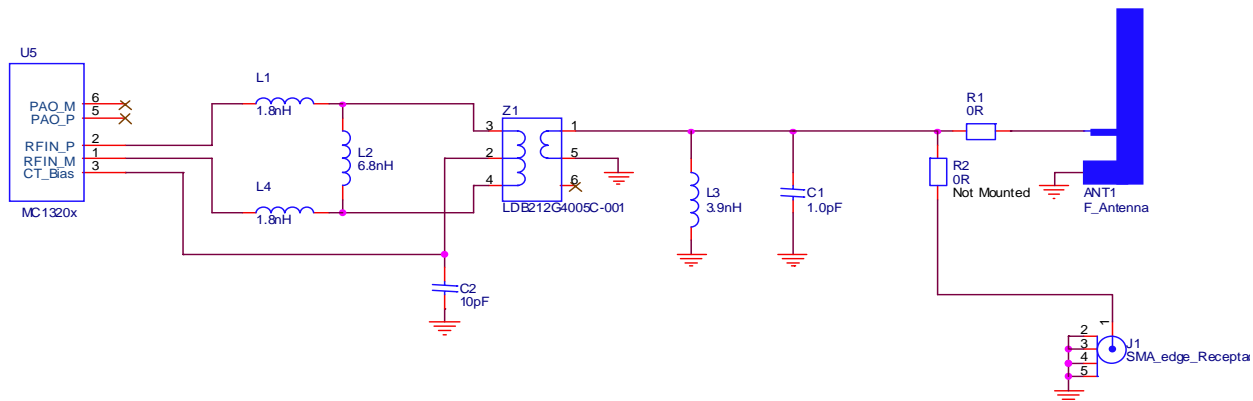 U5
PAO_M 6
PAO_P 5
RFIN_P 2
RFIN_M 1
CT_Bias 3
MC1320x
L1
1.8nH
L2
6.8nH
L4
1.8nH
C2
10pF
Z1
3
2
4
1
5
6
LDB212G4005C-001
L3
3.9nH
C1
1.0pF
R1
0R
R2
0R
Not Mounted
ANT1
F_Antenna
1
2
3
4
5
J1
SMA_edge_Receptac